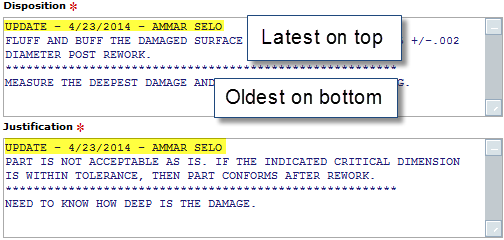 Disposition *
UPDATE - 4/23/2014 - AMMAR SELO
FLUFF AND BUFF THE DAMAGED SURFACE +/-.002
DIAMETER POST REWORK.
Latest on top
********************************************************
MEASURE THE DEEPEST DAMAGE AND
Oldest on bottom
Justification *
UPDATE - 4/23/2014 - AMMAR SELO
PART IS NOT ACCEPTABLE AS IS. IF THE INDICATED CRITICAL DIMENSION
IS WITHIN TOLERANCE, THEN PART CONFORMS AFTER REWORK.
********************************************************
NEED TO KNOW HOW DEEP IS THE DAMAGE.